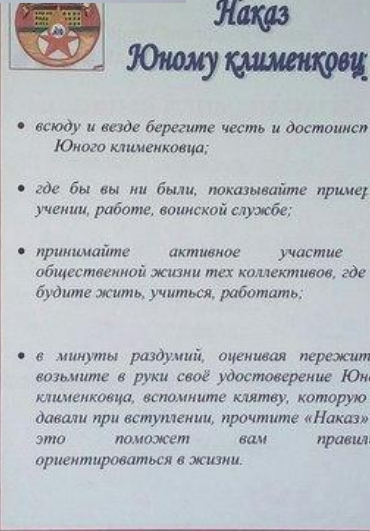 Наказ
Юному клименковц
• всюду и везде берегите честь и достоинст
Юного клименковца;
• где бы вы ни были, показывайте пример
учении, работе, воинской службе;
• принимайте активное участие
общественной жизни тех коллективов, где
будите жить, учиться, работать;
• в минуты раздумий, оценивая пережит
возьмите в руки своё удостоверение Юн
клименковца, вспомните клятву, которую
давали при вступлении, прочтите «Наказ»
это поможет вам правил
ориентироваться в жизни.